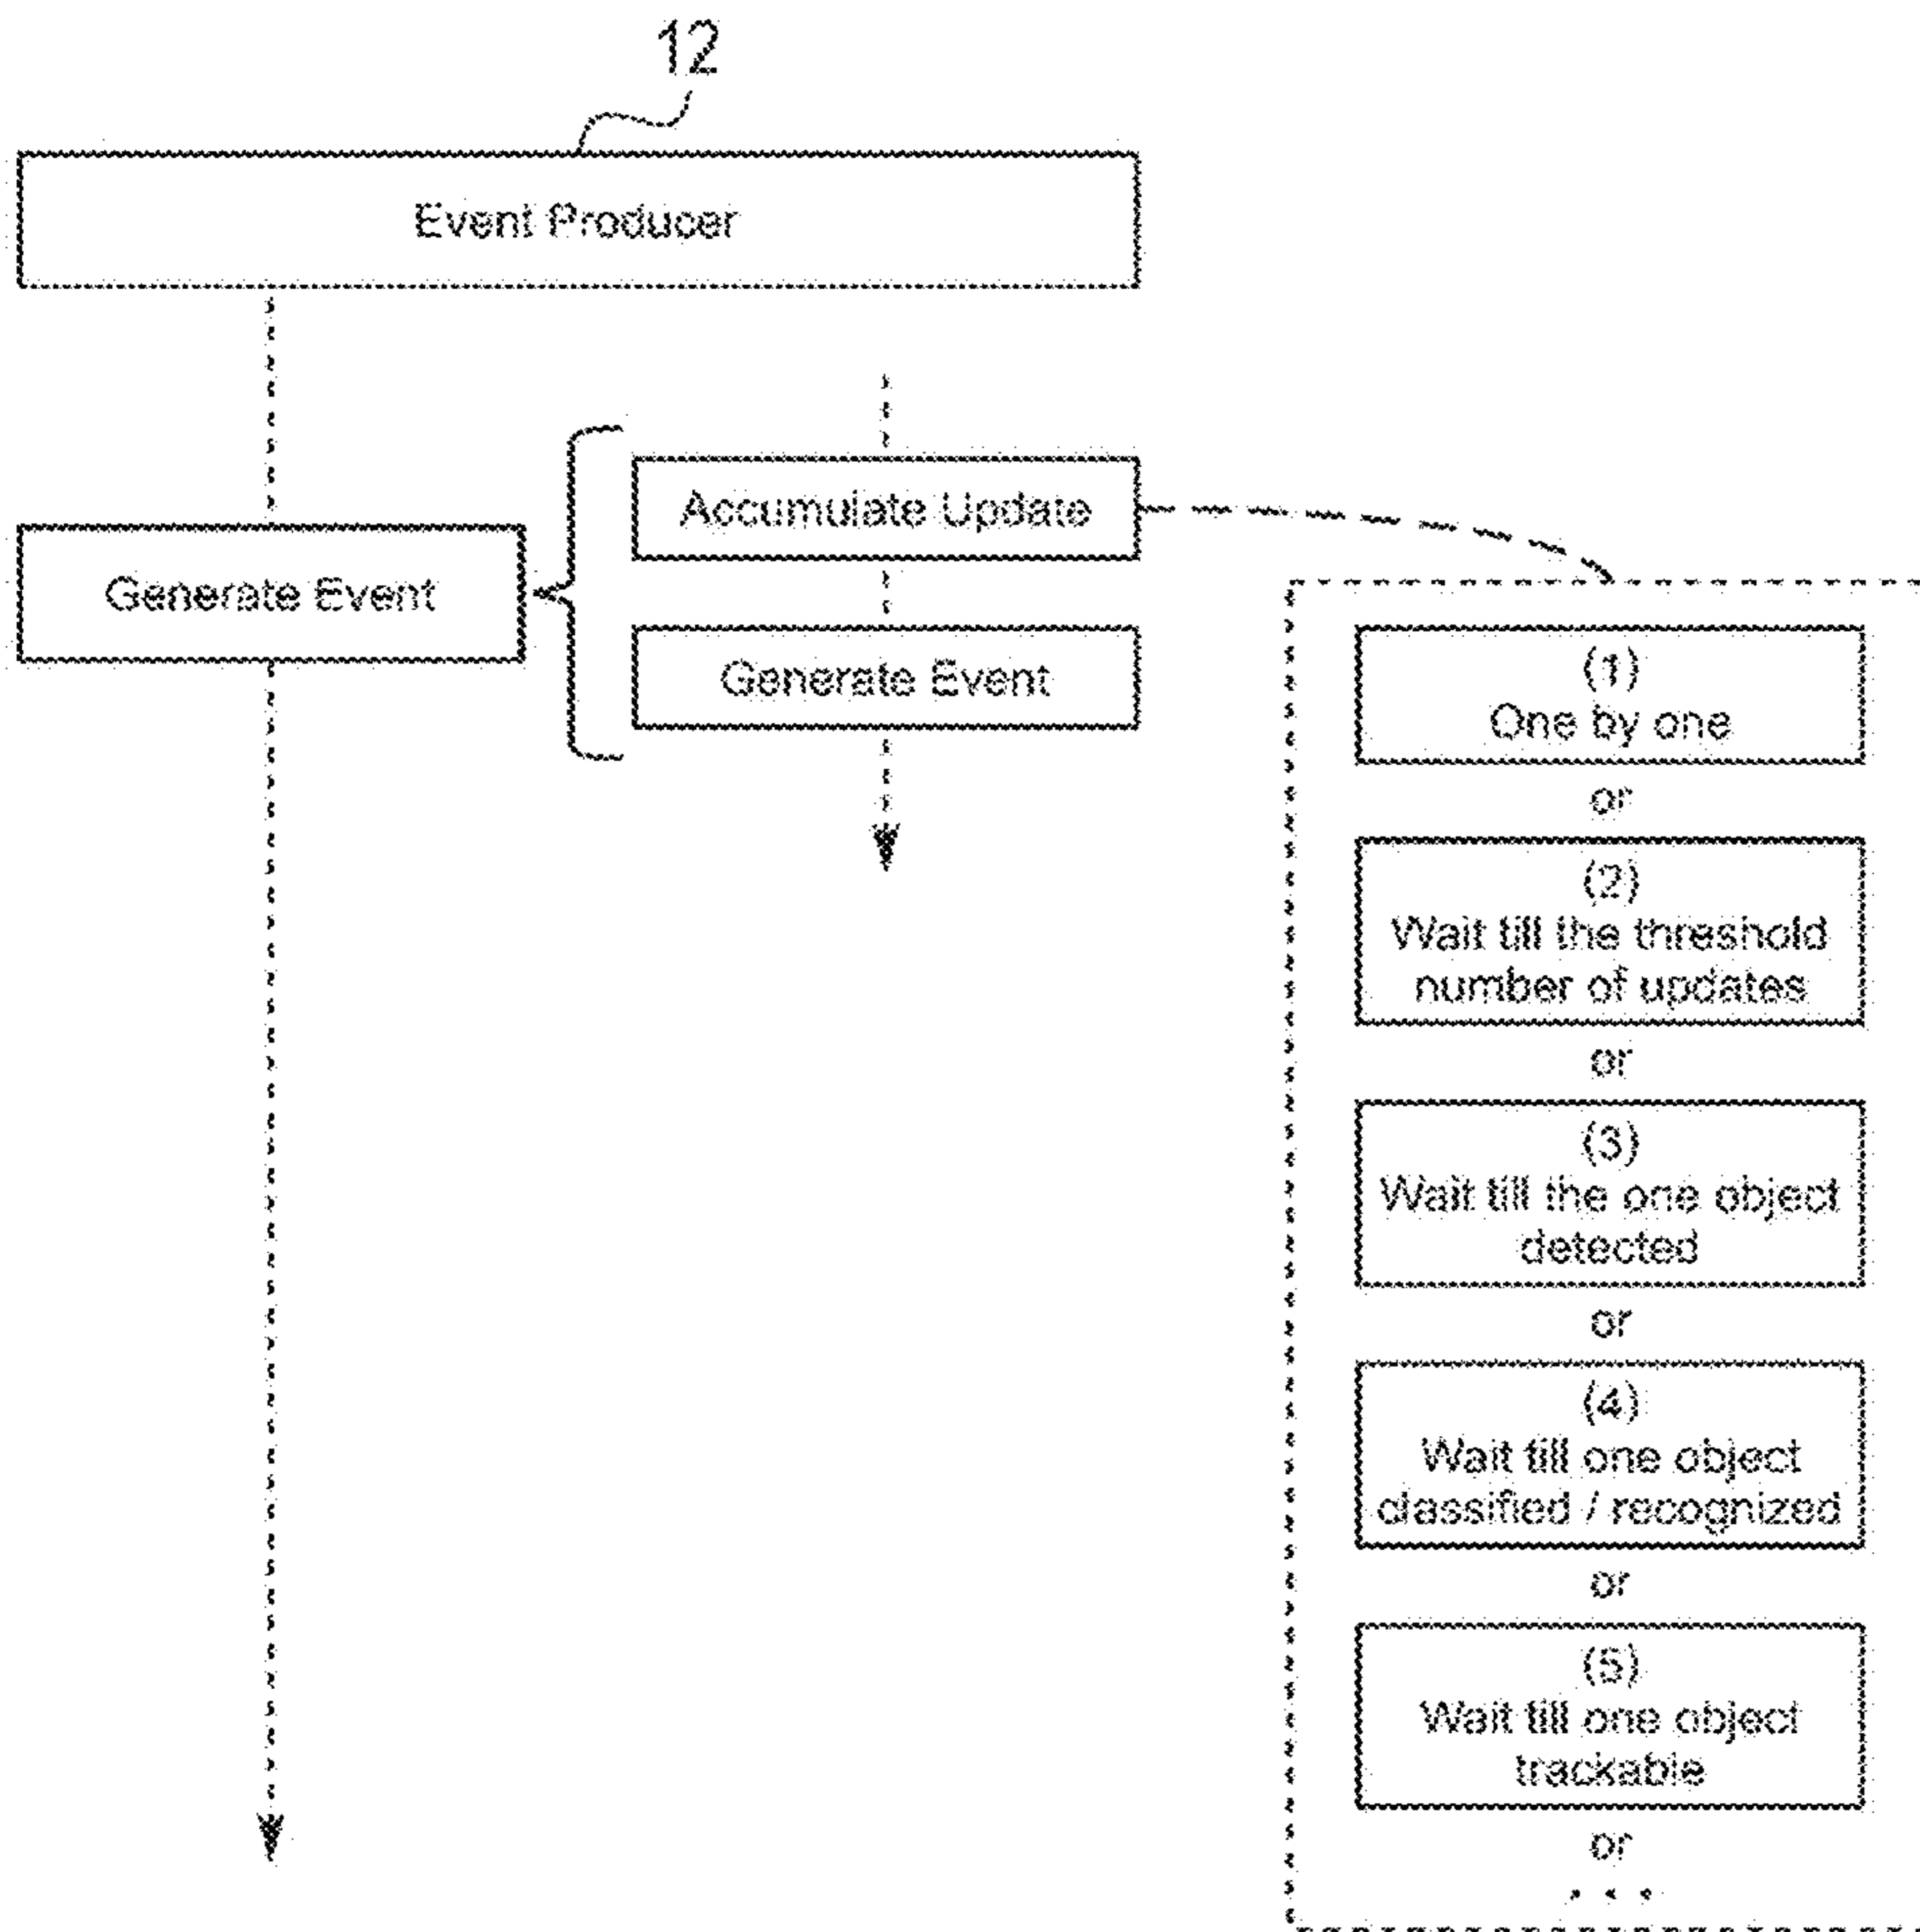 12
Event Producer
Accumulate Update
Generate Event
Generate Event
(1)
One by one
or
(2)
Wait till the threshold
number of updates
or
(3)
Wait till the one object
detected
or
(4)
Wait till one object
classified / recognized
or
(5)
Wait till one object
trackable
or
. . .